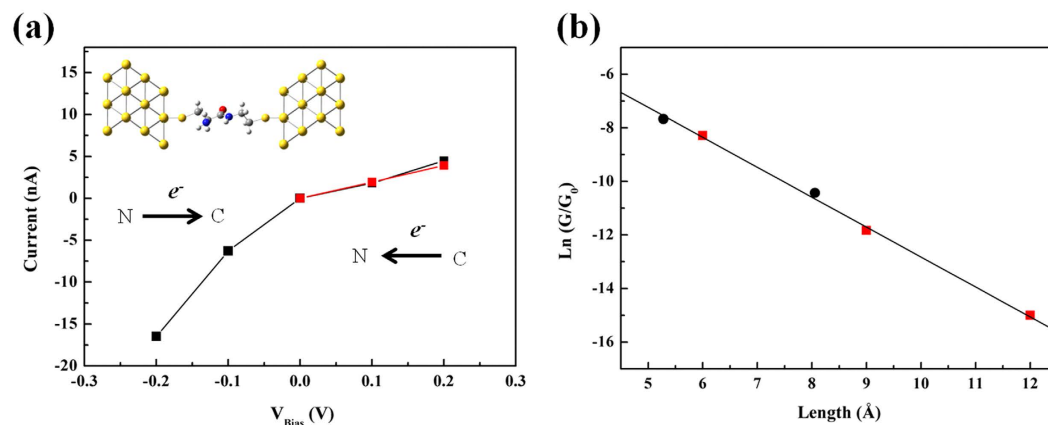 (a)
15
10
5
0
-5
-10
-15
-20
Current (nA)
e-
N C
e-
N C
-0.3 -0.2 -0.1 0.0 0.1 0.2 0.3
VBias (V)
(b)
-6
-8
-10
-12
-14
-16
Ln (G/G0)
5 6 7 8 9 10 11 12
Length (Å)